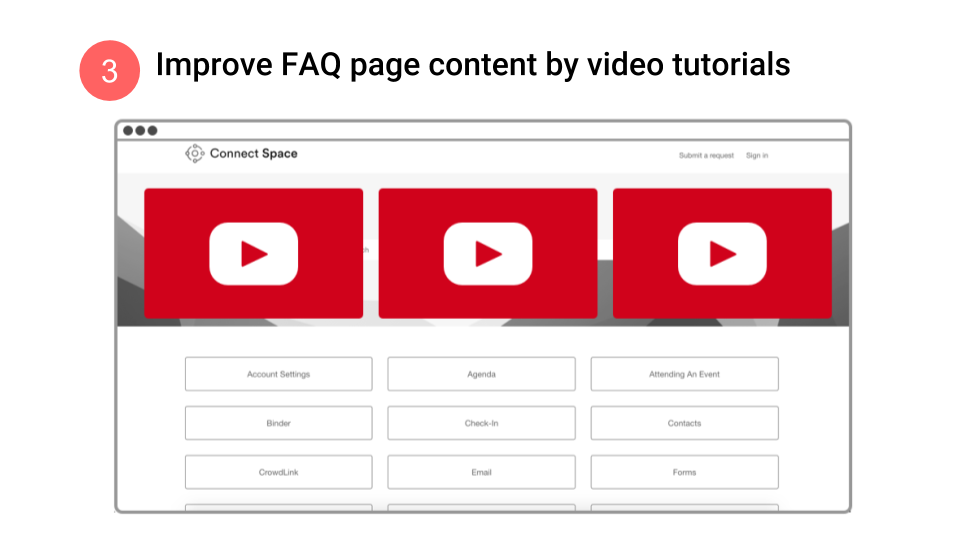 3 Improve FAQ page content by video tutorials
Connect Space
Submit a request Sign in
Account Settings Agenda Attending An Event
Binder Check-In Contacts
CrowdLink Email Forms